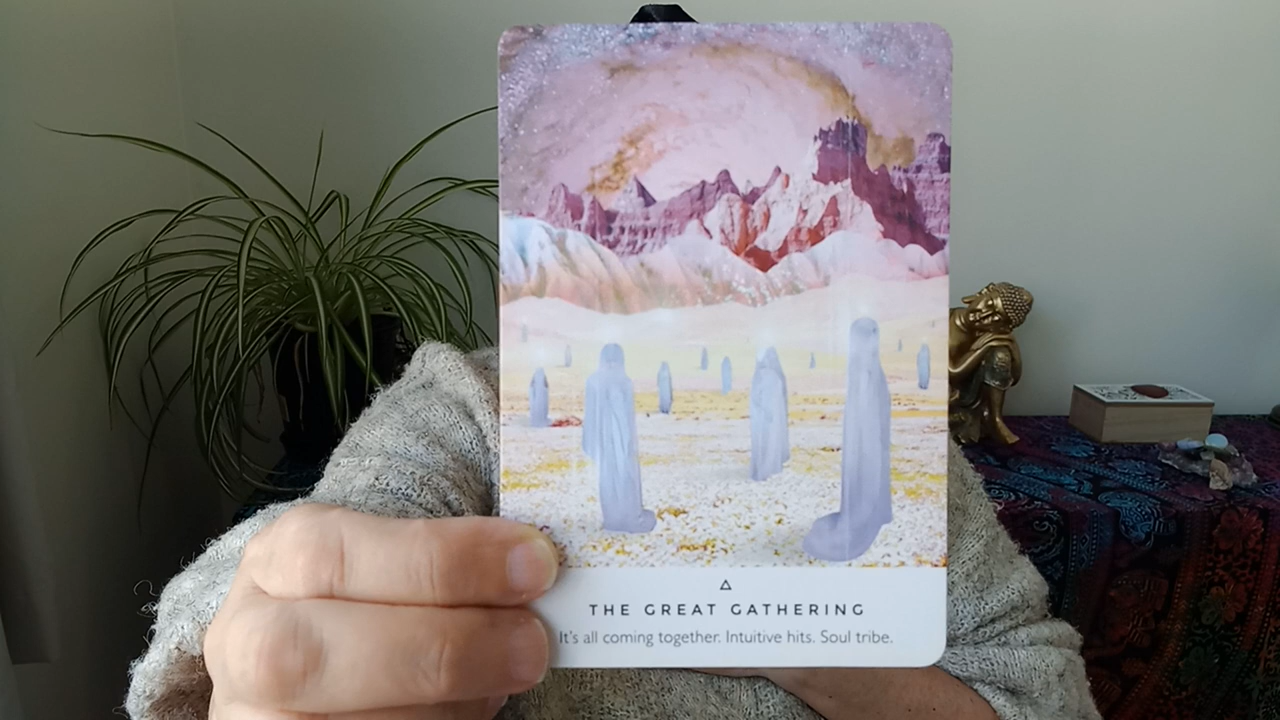 THE GREAT GATHERING
It's all coming together. Intuitive hits. Soul tribe.